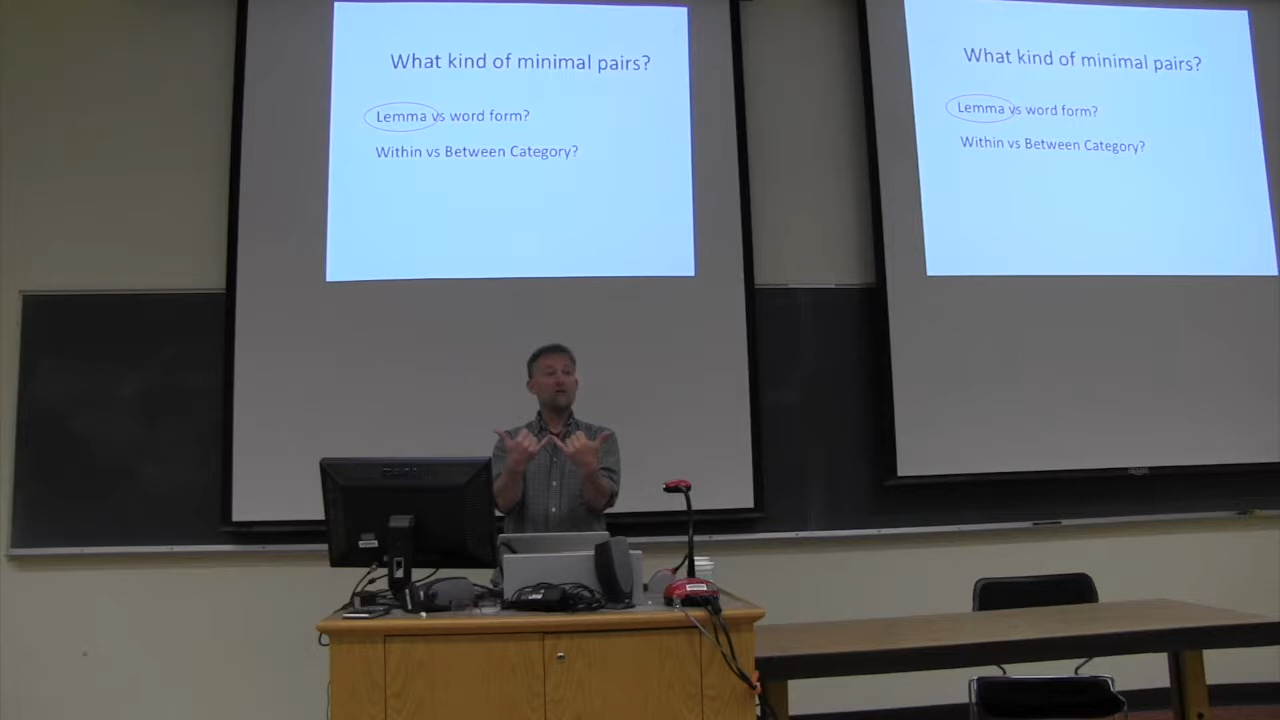 What kind of minimal pairs?
Lemma vs word form?
Within vs Between Category?
What kind of minimal pairs?
Lemma vs word form?
Within vs Between Category?